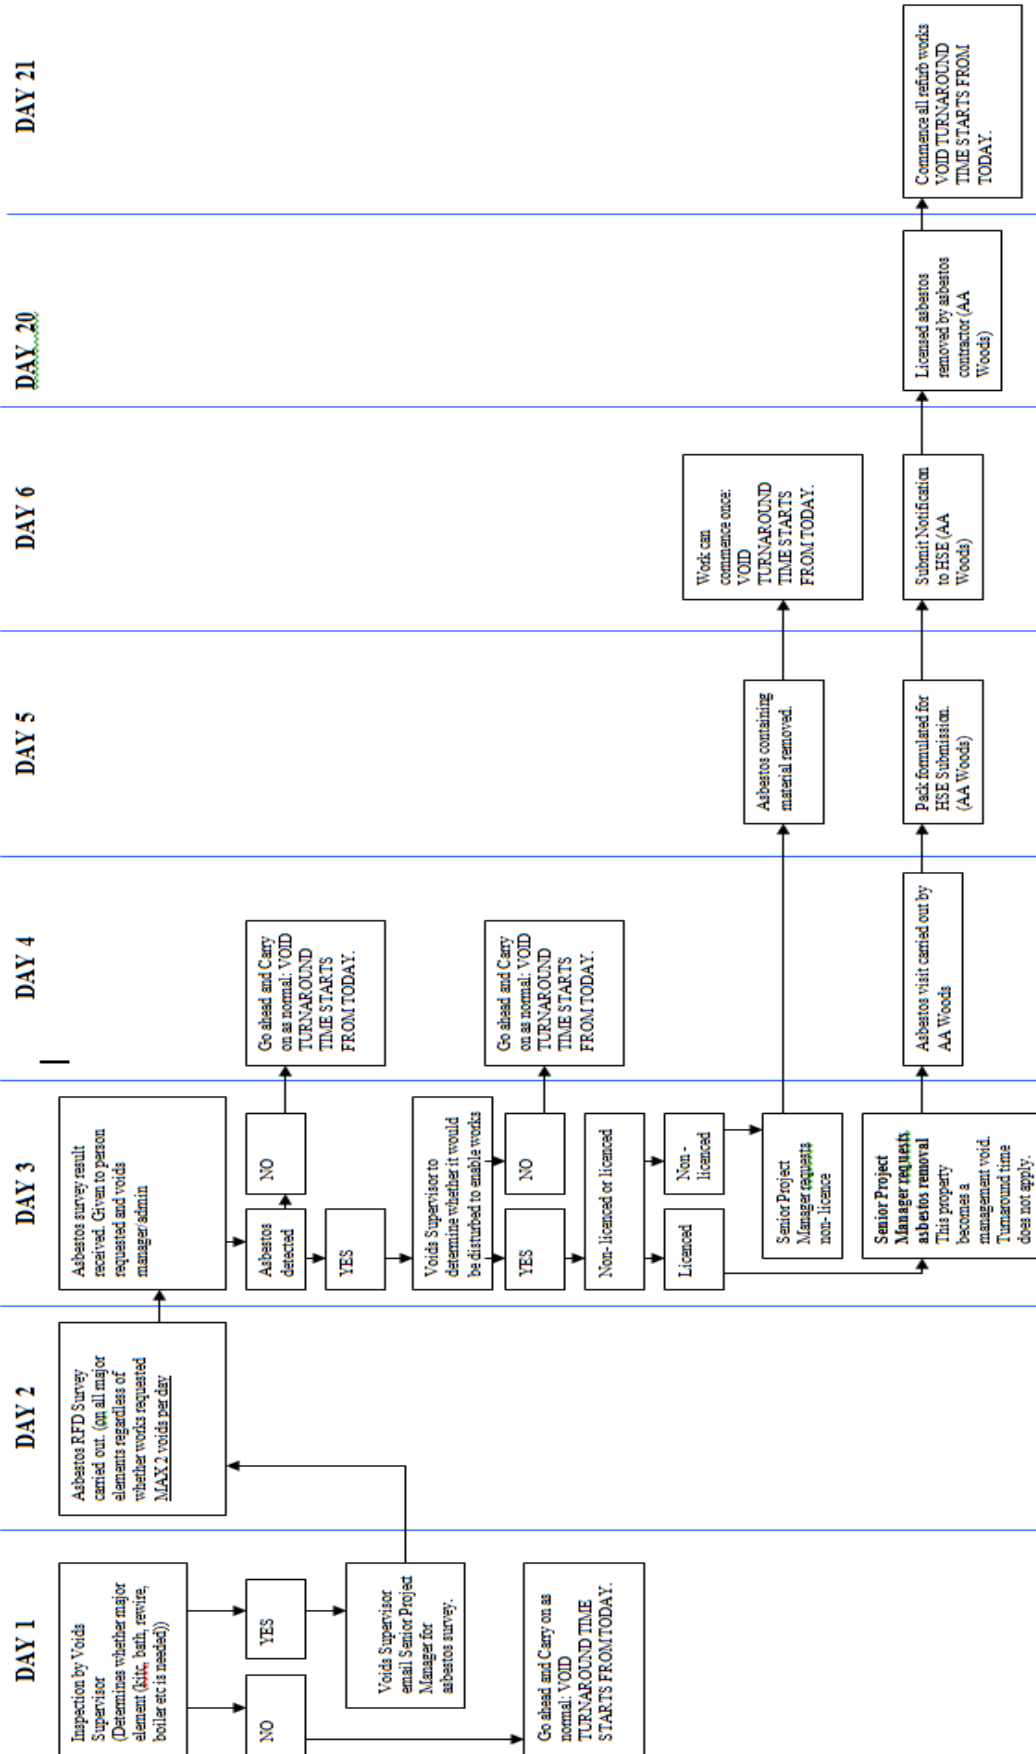 DAY 1
Inspection by Voids
Supervisor
(Determines whether major
element (kitc, bath, rewire,
boiler etc is needed))
NO
YES
Voids Supervisor
email Senior Project
Manager for
asbestos survey.
Go ahead and Carry on as
normal: VOID
TURNAROUND TIME
STARTS FROM TODAY.
DAY 2
Asbestos RFD Survey
carried out. (on all major
elements regardless of
whether works requested
MAX 2 voids per day
DAY 3
Asbestos survey result
received. Given to person
requested and voids
manager/admin
Asbestos
detected
NO
YES
Voids Supervisor to
determine whether it would
be disturbed to enable works
YES
NO
Non- licenced or licenced
Licenced
Non-
licenced
Senior Project
Manager requests
non- licence
Senior Project
Manager requests
asbestos removal
This property
becomes a
management void.
Turnaround time
does not apply.
DAY 4
Go ahead and Carry
on as normal: VOID
TURNAROUND
TIME STARTS
FROM TODAY.
Go ahead and Carry
on as normal: VOID
TURNAROUND
TIME STARTS
FROM TODAY.
Asbestos visit carried out by
AA Woods
DAY 5
Asbestos containing
material removed.
Pack formulated for
HSE Submission.
(AA Woods)
DAY 6
Work can
commence once:
VOID
TURNAROUND
TIME STARTS
FROM TODAY.
Submit Notification
to HSE (AA
Woods)
DAY 20
Licensed asbestos
removed by asbestos
contractor (AA
Woods)
DAY 21
Commence all refurb works
VOID TURNAROUND
TIME STARTS FROM
TODAY.